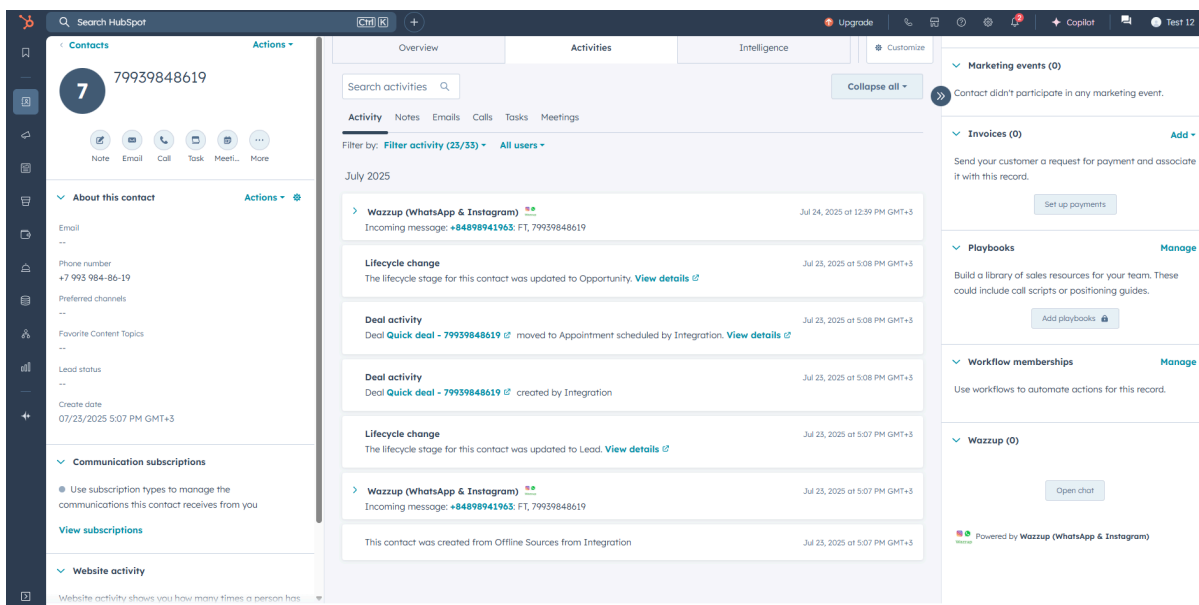 Search HubSpot
Ctrl K
Upgrade
2
Copilot
Test 12
Contacts
Actions
7
79939848619
Note Email Call Task Meeti... More
About this contact
Actions
Email
--
Phone number
+7 993 984-86-19
Preferred channels
--
Favorite Content Topics
--
Lead status
--
Create date
07/23/2025 5:07 PM GMT+3
Communication subscriptions
Use subscription types to manage the
communications this contact receives from you
View subscriptions
Website activity
Website activity shows you how many times a person has
Overview Activities Intelligence
Customize
Search activities
Collapse all
Activity Notes Emails Calls Tasks Meetings
Filter by: Filter activity (23/33) All users
July 2025
Wazzup (WhatsApp & Instagram) Jul 24, 2025 at 12:39 PM GMT+3
Incoming message: +84898941963: FT, 79939848619
Lifecycle change Jul 23, 2025 at 5:08 PM GMT+3
The lifecycle stage for this contact was updated to Opportunity. View details
Deal activity Jul 23, 2025 at 5:08 PM GMT+3
Deal Quick deal - 79939848619 moved to Appointment scheduled by Integration. View details
Deal activity Jul 23, 2025 at 5:08 PM GMT+3
Deal Quick deal - 79939848619 created by Integration
Lifecycle change Jul 23, 2025 at 5:07 PM GMT+3
The lifecycle stage for this contact was updated to Lead. View details
Wazzup (WhatsApp & Instagram) Jul 23, 2025 at 5:07 PM GMT+3
Incoming message: +84898941963: FT, 79939848619
This contact was created from Offline Sources from Integration Jul 23, 2025 at 5:07 PM GMT+3
Marketing events (0)
Contact didn't participate in any marketing event.
Invoices (0)
Add
Send your customer a request for payment and associate
it with this record.
Set up payments
Playbooks
Manage
Build a library of sales resources for your team. These
could include call scripts or positioning guides.
Add playbooks
Workflow memberships
Manage
Use workflows to automate actions for this record.
Wazzup (0)
Open chat
Powered by Wazzup (WhatsApp & Instagram)